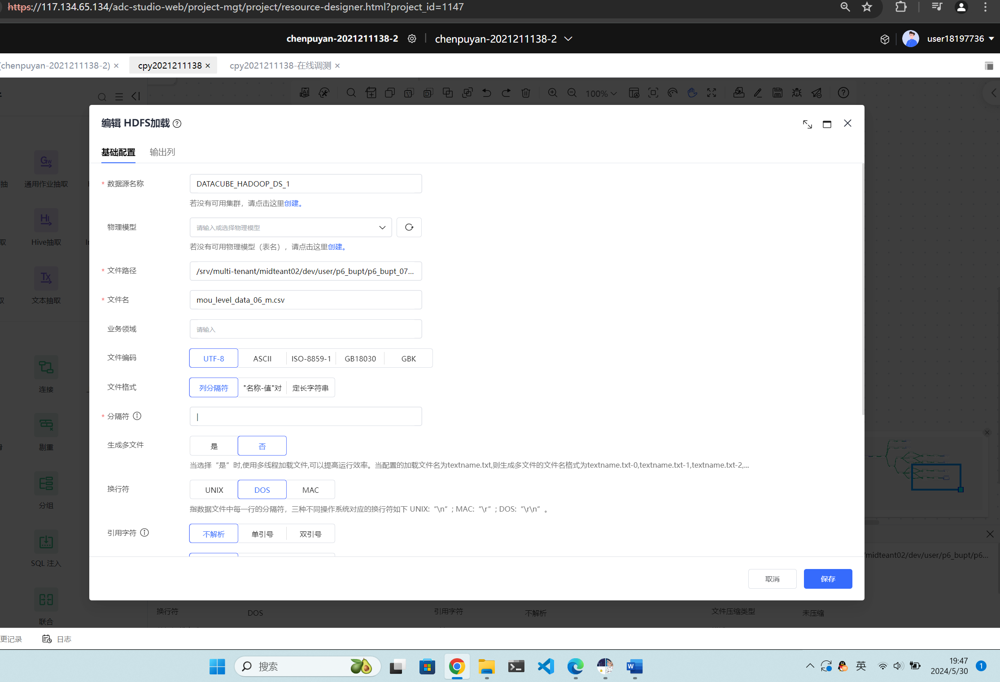 https://117.134.65.134/adc-studio-web/project-mgt/project/resource-designer.html?project_id=1147
chenpuyan-2021211138-2
chenpuyan-2021211138-2
user18197736
(chenpuyan-2021211138-2) ×
cpy2021211138 ×
cpy2021211138-在线调测 ×
100%
编辑 HDFS加载
基础配置
输出列
* 数据源名称
DATACUBE_HADOOP_DS_1
若没有可用集群，请点击这里创建。
物理模型
请输入或选择物理模型
若没有可用物理模型（表名），请点击这里创建。
* 文件路径
/srv/multi-tenant/midteant02/dev/user/p6_bupt/p6_bupt_07...
* 文件名
mou_level_data_06_m.csv
业务领域
请输入
文件编码
UTF-8
ASCII
ISO-8859-1
GB18030
GBK
文件格式
列分隔符
"名称-值"对
定长字符串
* 分隔符
|
生成多文件
是
否
当选择“是”时,使用多线程加载文件,可以提高运行效率。当配置的加载文件名为textname.txt,则生成多文件的文件名格式为textname.txt-0,textname.txt-1,textname.txt-2,...
换行符
UNIX
DOS
MAC
指数据文件中每一行的分隔符，三种不同操作系统对应的换行符如下 UNIX:“\n”; MAC:“\r”; DOS:“\r\n”。
引用字符
不解析
单引号
双引号
取消
保存
抽
通用作业抽取
取
Hive抽取
文本抽取
连接
剔重
分组
SQL 注入
联合
/midteant02/dev/user/p6_bupt/p6...
换行符
DOS
引用字符
不解析
文件压缩类型
未压缩
更记录
日志
搜索
英
19:47
2024/5/30
1